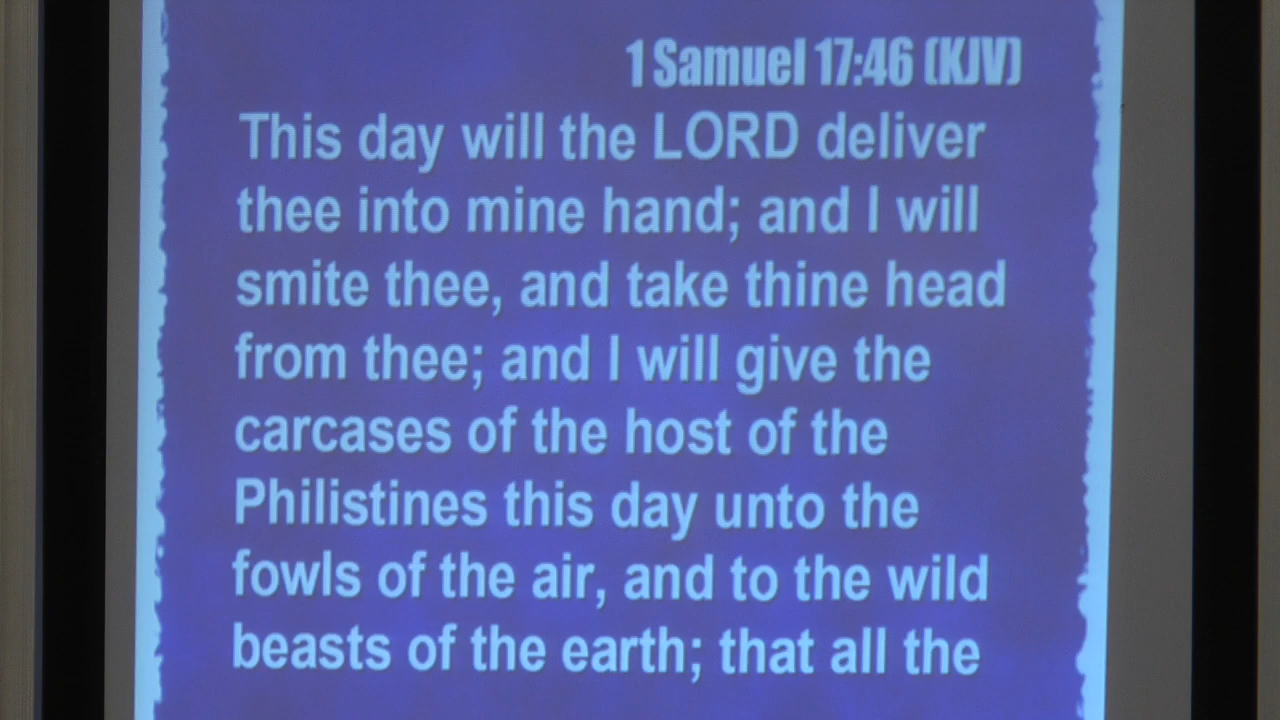 1 Samuel 17:46 (KJV)
This day will the LORD deliver
thee into mine hand; and I will
smite thee, and take thine head
from thee; and I will give the
carcases of the host of the
Philistines this day unto the
fowls of the air, and to the wild
beasts of the earth; that all the